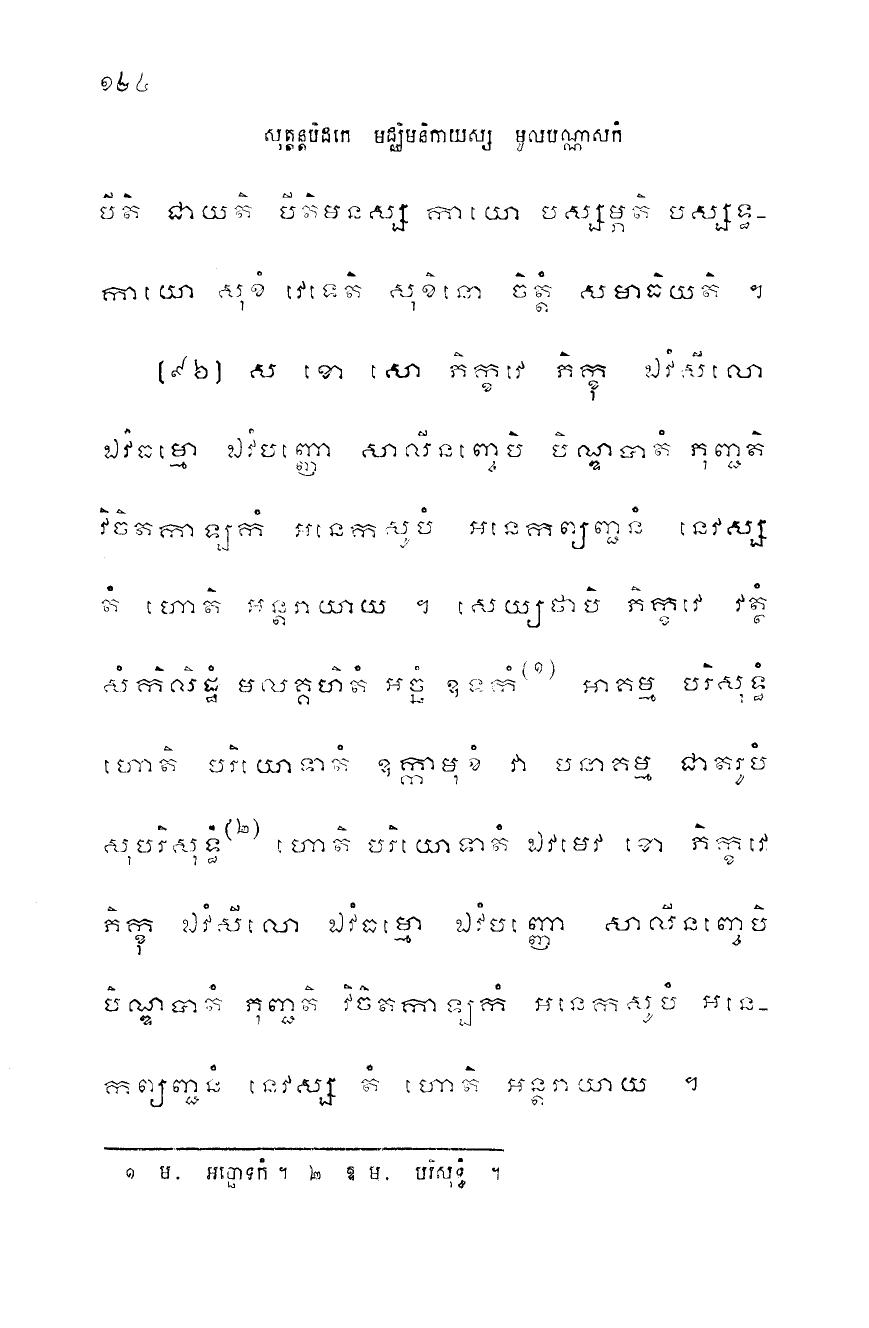 ១២៤
សុត្តន្តបិដកេ មជ្ឈិមនិកាយស្ស មូលបណ្ណាសកំ
បីតិ ជាយតិ បីតិមនស្ស កាយោ បស្សម្ភតិ បស្សទ្ធ-
កាយោ សុខំ វេទេតិ សុខិនោ ចិត្តំ សមាធិយតិ ។
(៩៦) ស ខោ សោ ភិក្ខវេ ភិក្ខុ ឯវំសីលោ
ឯវំធម្មោ ឯវំបញ្ញោ សាលីនញ្ចេបិ បិណ្ឌបាតំ ភុញ្ជតិ
វិចិតកាឡកំ អនេកសូបំ អនេកព្យញ្ជនំ នេវស្ស
តំ ហោតិ អន្តរាយាយ ។ សេយ្យថាបិ ភិក្ខវេ វត្ថំ
សំកិលិដ្ឋំ មលគ្គហិតំ អច្ឆំ ឧទកំ(១) អាគម្ម បរិសុទ្ធំ
ហោតិ បរិយោទាតំ ឧក្កាមុខំ វា បនាគម្ម ជាតរូបំ
សុបរិសុទ្ធំ(២) ហោតិ បរិយោទាតំ ឯវមេវ ខោ ភិក្ខវេ
ភិក្ខុ ឯវំសីលោ ឯវំធម្មោ ឯវំបញ្ញោ សាលីនញ្ចេបិ
បិណ្ឌបាតំ ភុញ្ជតិ វិចិតកាឡកំ អនេកសូបំ អនេ-
កព្យញ្ជនំ នេវស្ស តំ ហោតិ អន្តរាយាយ ។
១ ម. អច្ឆោទកំ ។ ២ ឱ ម. បរិសុទ្ធំ ។